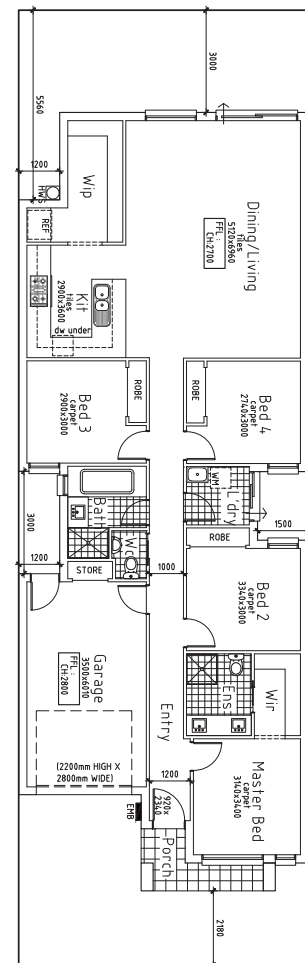 3000
5560
1200
HWS
REF
Wip
Dining/Living
tiles
5120x6960
FFL :
CH:2700
Kit
tiles
2900x3600
dw under
Bed 3
carpet
2900x3000
ROBE
ROBE
Bed 4
carpet
2740x3000
3000
1200
Bath
Wc
STORE
WM
L'dry
1500
1000
ROBE
Bed 2
carpet
3340x3000
Garage
3500x6010
FFL :
CH:2800
(2200mm HIGH X
2800mm WIDE)
Entry
Ens
Wir
Master Bed
carpet
3140x3400
1200
920x
2340
EMB
Porch
2180